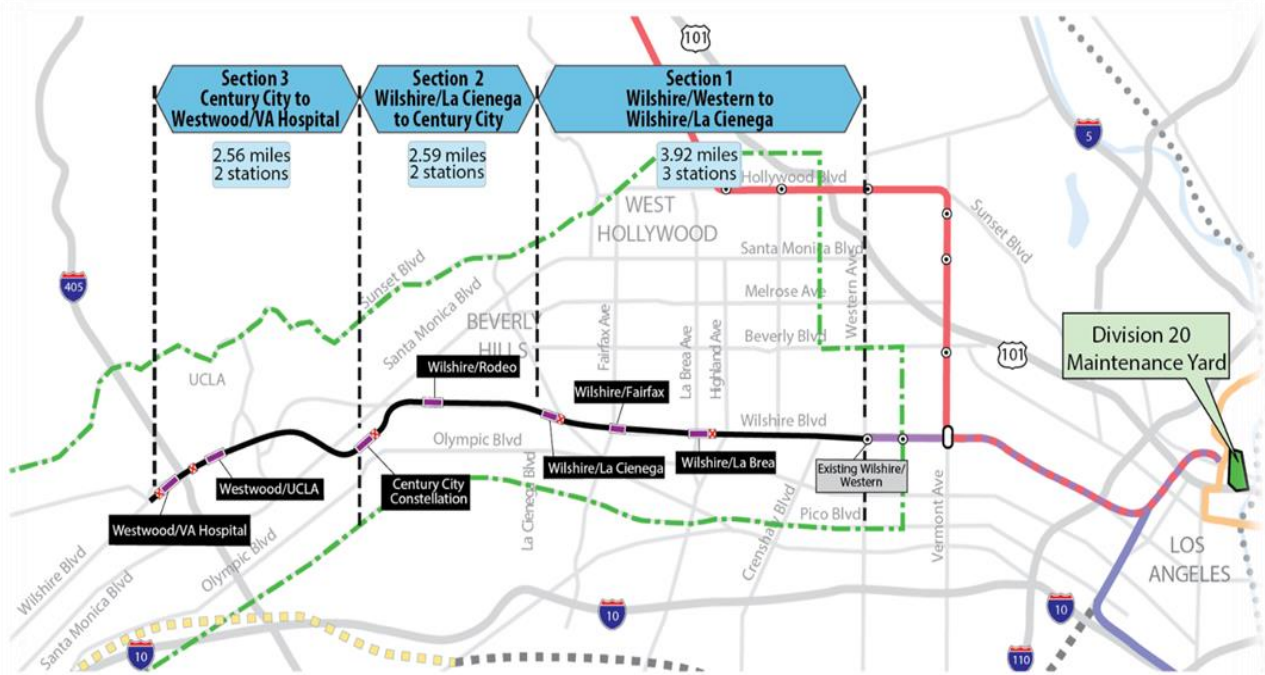 101
Section 3
Century City to
Westwood/VA Hospital
Section 2
Wilshire/La Cienega
to Century City
Section 1
Wilshire/Western to
Wilshire/La Cienega
2.56 miles
2 stations
2.59 miles
2 stations
3.92 miles
3 stations
5
Hollywood Blvd
WEST
HOLLYWOOD
Sunset Blvd
Santa Monica Blvd
Western Ave
405
Sunset Blvd
Santa Monica Blvd
Melrose Ave
BEVERLY
HILLS
Fairfax Ave
La Brea Ave
Highland Ave
Beverly Blvd
101
Division 20
Maintenance Yard
UCLA
Wilshire/Rodeo
Wilshire/Fairfax
Wilshire Blvd
Olympic Blvd
Wilshire/La Cienega
Wilshire/La Brea
Existing Wilshire/
Western
Westwood/UCLA
Century City
Constellation
La Cienega Blvd
Crenshaw Blvd
Pico Blvd
Vermont Ave
Westwood/VA Hospital
LOS
ANGELES
Wilshire Blvd
Santa Monica Blvd
Olympic Blvd
10
10
10
110